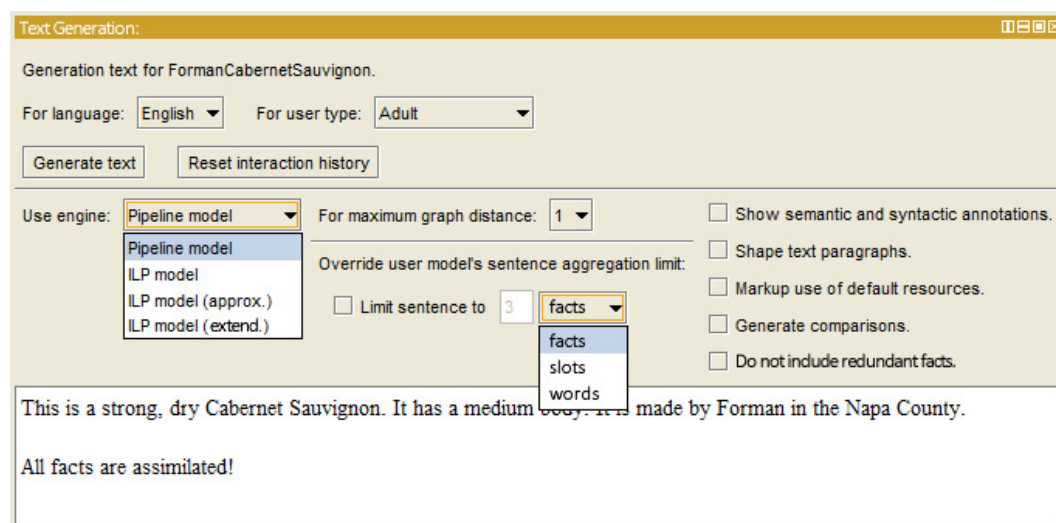 Text Generation:
Generation text for FormanCabernetSauvignon.
For language: English For user type: Adult
Generate text Reset interaction history
Use engine: Pipeline model
Pipeline model
ILP model
ILP model (approx.)
ILP model (extend.)
For maximum graph distance: 1
Override user model's sentence aggregation limit:
Limit sentence to 3 facts
facts
slots
words
Show semantic and syntactic annotations.
Shape text paragraphs.
Markup use of default resources.
Generate comparisons.
Do not include redundant facts.
This is a strong, dry Cabernet Sauvignon. It has a medium made by Forman in the Napa County.
All facts are assimilated!